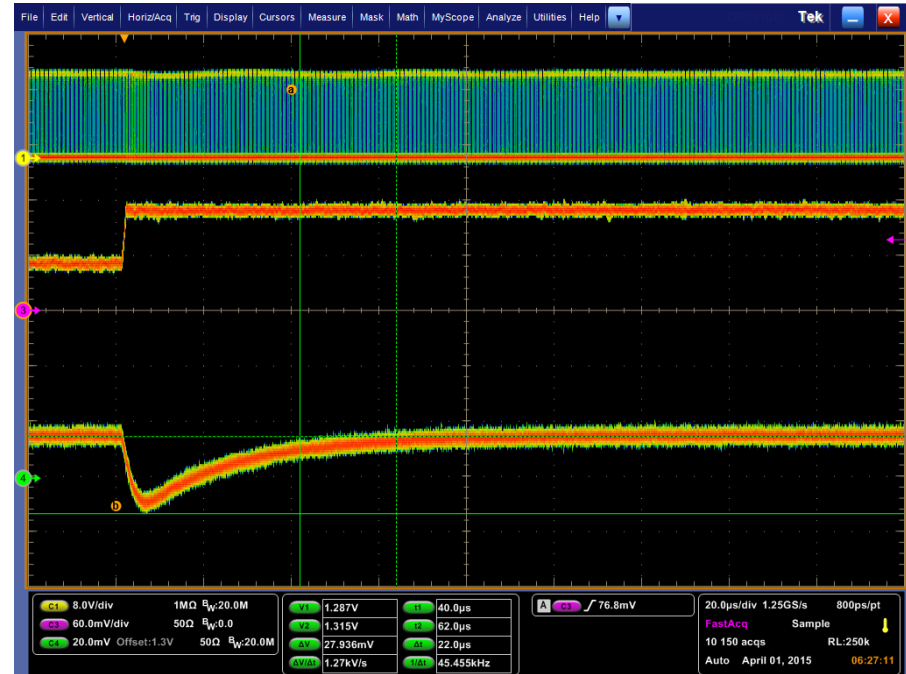 File Edit Vertical Horiz/Acq Trig Display Cursors Measure Mask Math MyScope Analyze Utilities Help Tek X
a
1
3
4
b
C1 8.0V/div 1MΩ BW:20.0M
C3 60.0mV/div 50Ω BW:0.0
C4 20.0mV Offset:1.3V 50Ω BW:20.0M
V1 1.287V t1 40.0µs
V2 1.315V t2 62.0µs
ΔV 27.936mV Δt 22.0µs
ΔV/Δt 1.27kV/s 1/Δt 45.455kHz
A C3 76.8mV
20.0µs/div 1.25GS/s 800ps/pt
FastAcq Sample
10 150 acqs RL:250k
Auto April 01, 2015 06:27:11